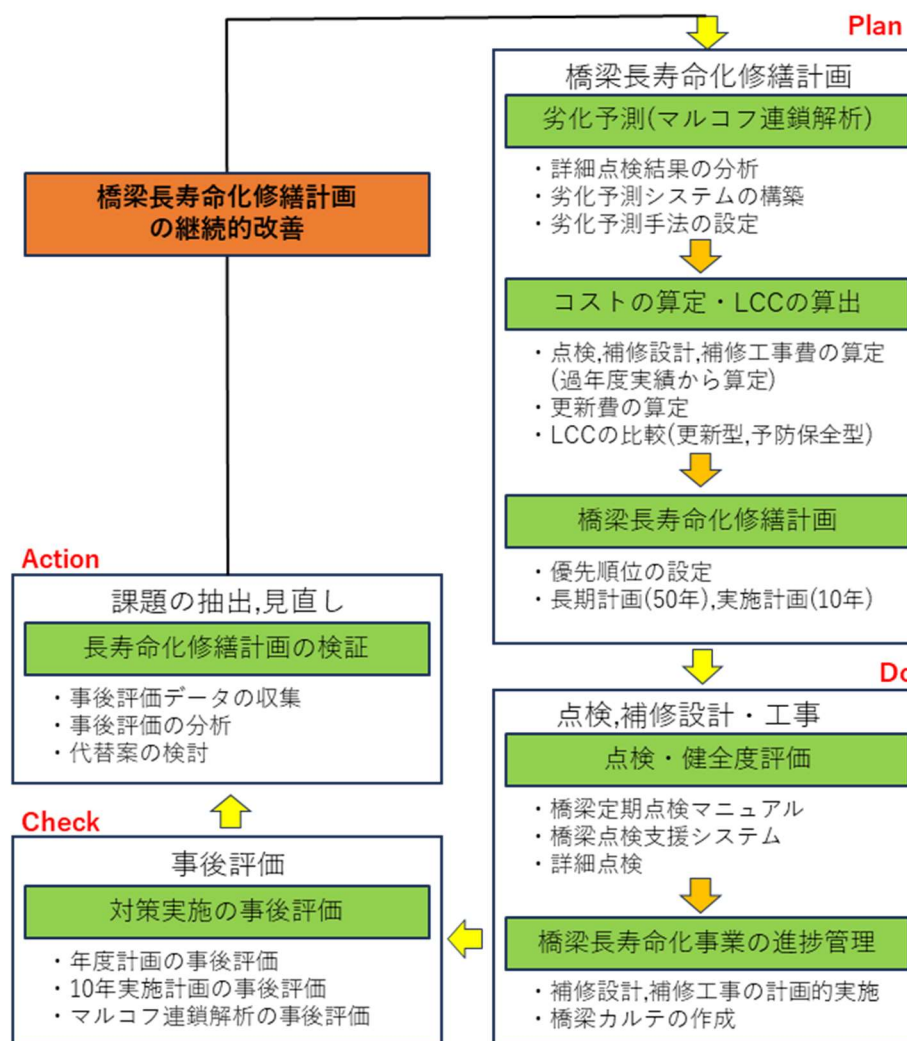 Plan
橋梁長寿命化修繕計画
劣化予測(マルコフ連鎖解析)
・詳細点検結果の分析
・劣化予測システムの構築
・劣化予測手法の設定
コストの算定・LCCの算出
・点検,補修設計,補修工事費の算定
(過年度実績から算定)
・更新費の算定
・LCCの比較(更新型,予防保全型)
橋梁長寿命化修繕計画
・優先順位の設定
・長期計画(50年),実施計画(10年)
Do
点検,補修設計・工事
点検・健全度評価
・橋梁定期点検マニュアル
・橋梁点検支援システム
・詳細点検
橋梁長寿命化事業の進捗管理
・補修設計,補修工事の計画的実施
・橋梁カルテの作成
Check
事後評価
対策実施の事後評価
・年度計画の事後評価
・10年実施計画の事後評価
・マルコフ連鎖解析の事後評価
Action
課題の抽出,見直し
長寿命化修繕計画の検証
・事後評価データの収集
・事後評価の分析
・代替案の検討
橋梁長寿命化修繕計画
の継続的改善